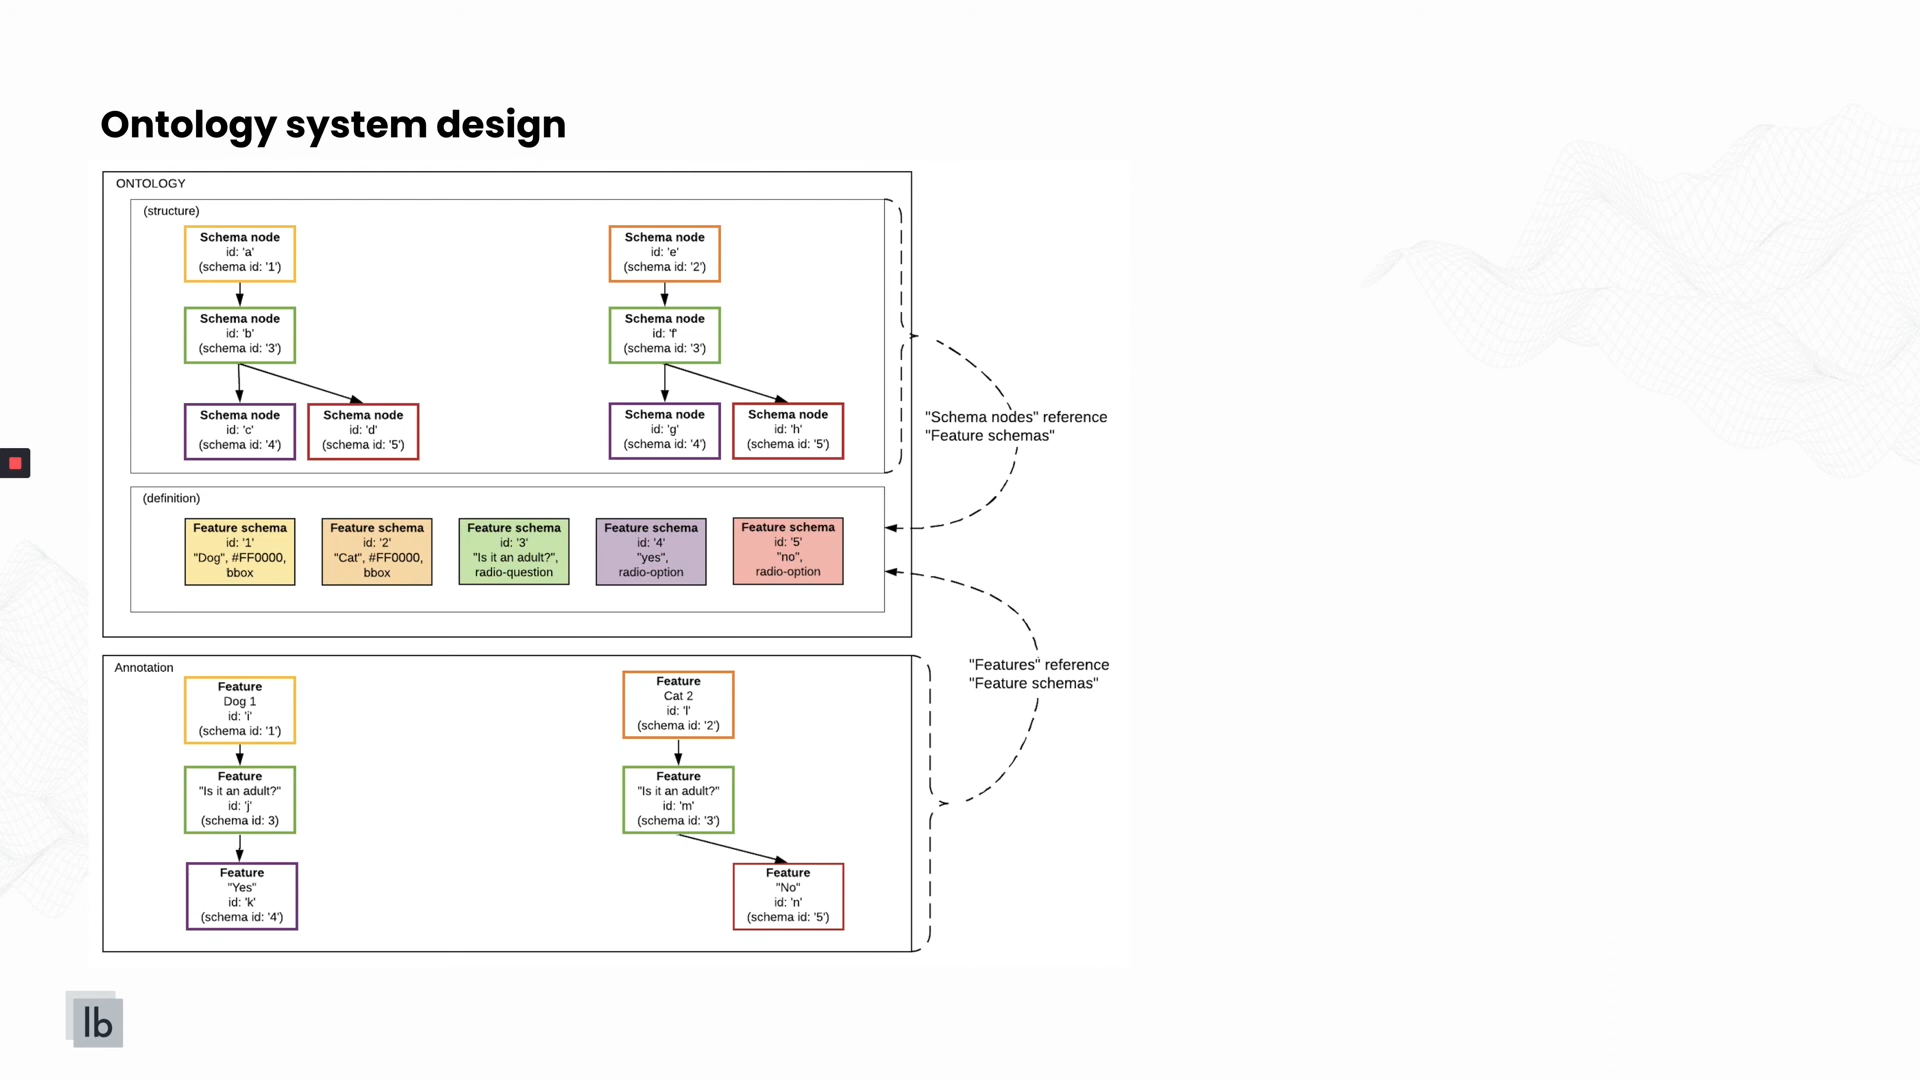 Ontology system design
ONTOLOGY
(structure)
Schema node
id: 'a'
(schema id: '1')
Schema node
id: 'e'
(schema id: '2')
Schema node
id: 'b'
(schema id: '3')
Schema node
id: 'f'
(schema id: '3')
Schema node
id: 'c'
(schema id: '4')
Schema node
id: 'd'
(schema id: '5')
Schema node
id: 'g'
(schema id: '4')
Schema node
id: 'h'
(schema id: '5')
"Schema nodes" reference
"Feature schemas"
(definition)
Feature schema
id: '1'
"Dog", #FF0000,
bbox
Feature schema
id: '2'
"Cat", #FF0000,
bbox
Feature schema
id: '3'
"Is it an adult?",
radio-question
Feature schema
id: '4'
"yes",
radio-option
Feature schema
id: '5'
"no",
radio-option
"Features" reference
"Feature schemas"
Annotation
Feature
Dog 1
id: 'i'
(schema id: '1')
Feature
Cat 2
id: 'l'
(schema id: '2')
Feature
"Is it an adult?"
id: 'j'
(schema id: 3)
Feature
"Is it an adult?"
id: 'm'
(schema id: '3')
Feature
"Yes"
id: 'k'
(schema id: '4')
Feature
"No"
id: 'n'
(schema id: '5')
lb